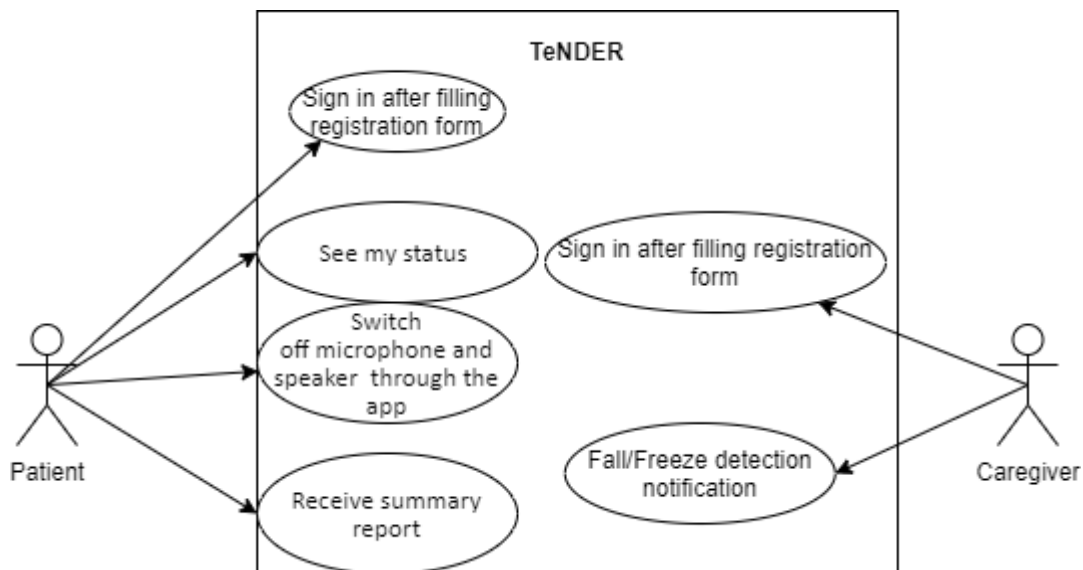 TeNDER
Sign in after filling
registration form
See my status
Sign in after filling registration
form
Switch
off microphone and
speaker through the
app
Patient
Fall/Freeze detection
notification
Caregiver
Receive summary
report